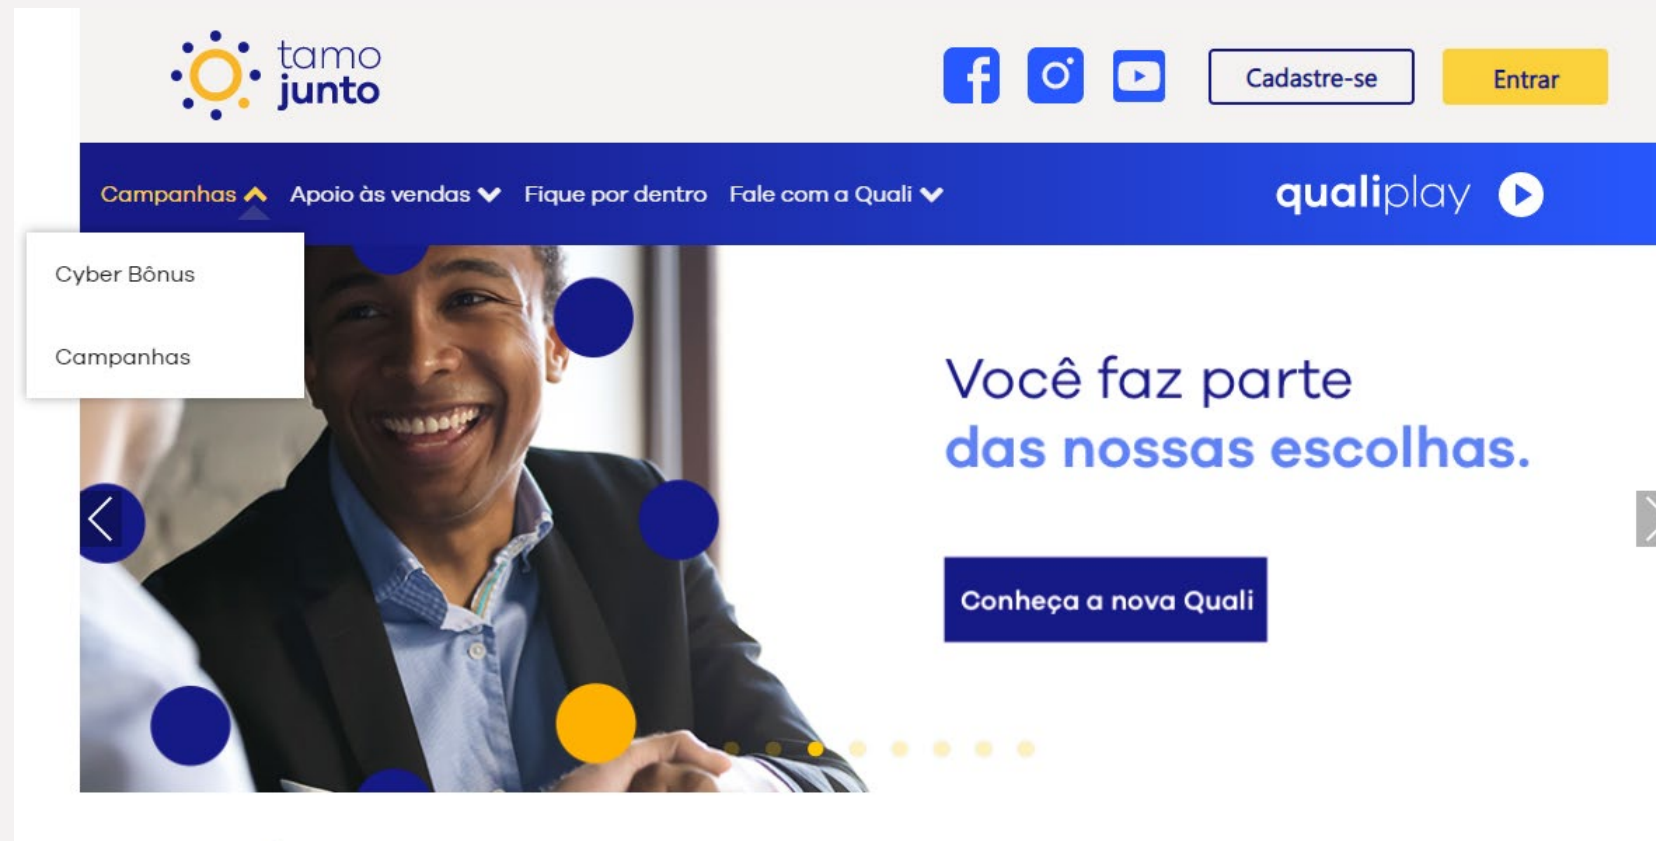 tamo
junto
Cadastre-se
Entrar
Campanhas
Apoio às vendas
Fique por dentro
Fale com a Quali
qualiplay
Cyber Bônus
Campanhas
Você faz parte
das nossas escolhas.
Conheça a nova Quali